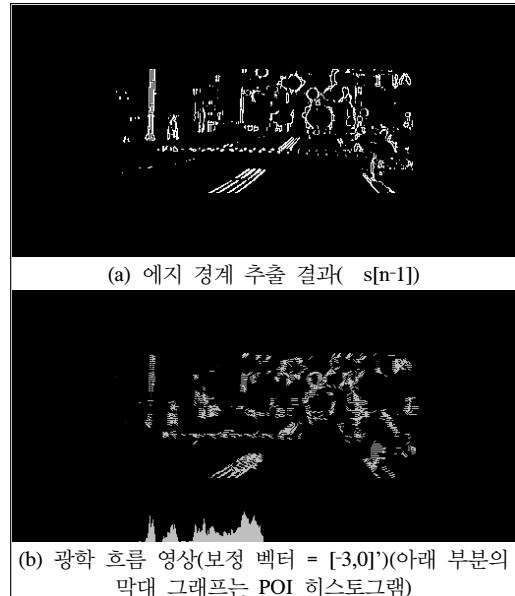 (a) 에지 경계 추출 결과( s[n-1])
(b) 광학 흐름 영상(보정 벡터 = [-3,0]')(아래 부분의
막대 그래프는 POI 히스토그램)